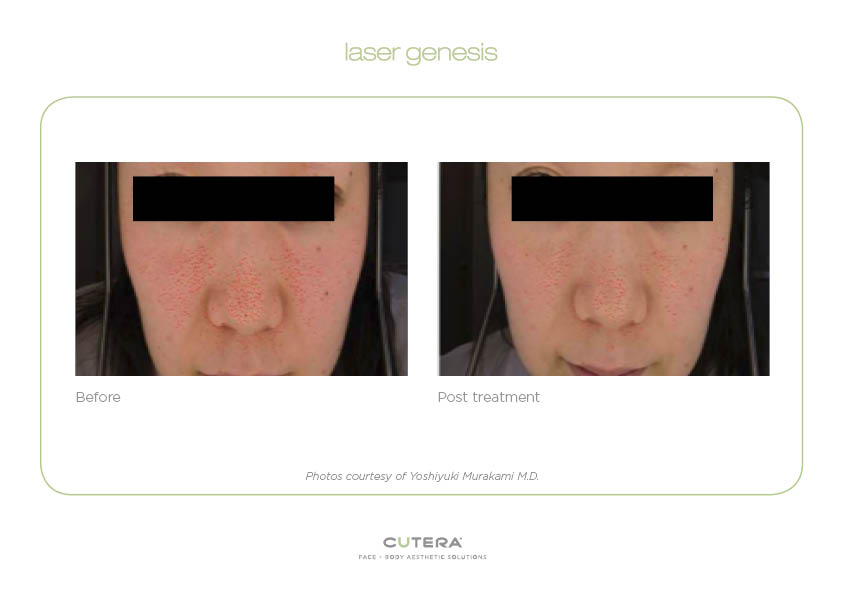 laser genesis
Before
Post treatment
Photos courtesy of Yoshiyuki Murakami M.D.
CUTERA
FACE + BODY AESTHETIC SOLUTIONS